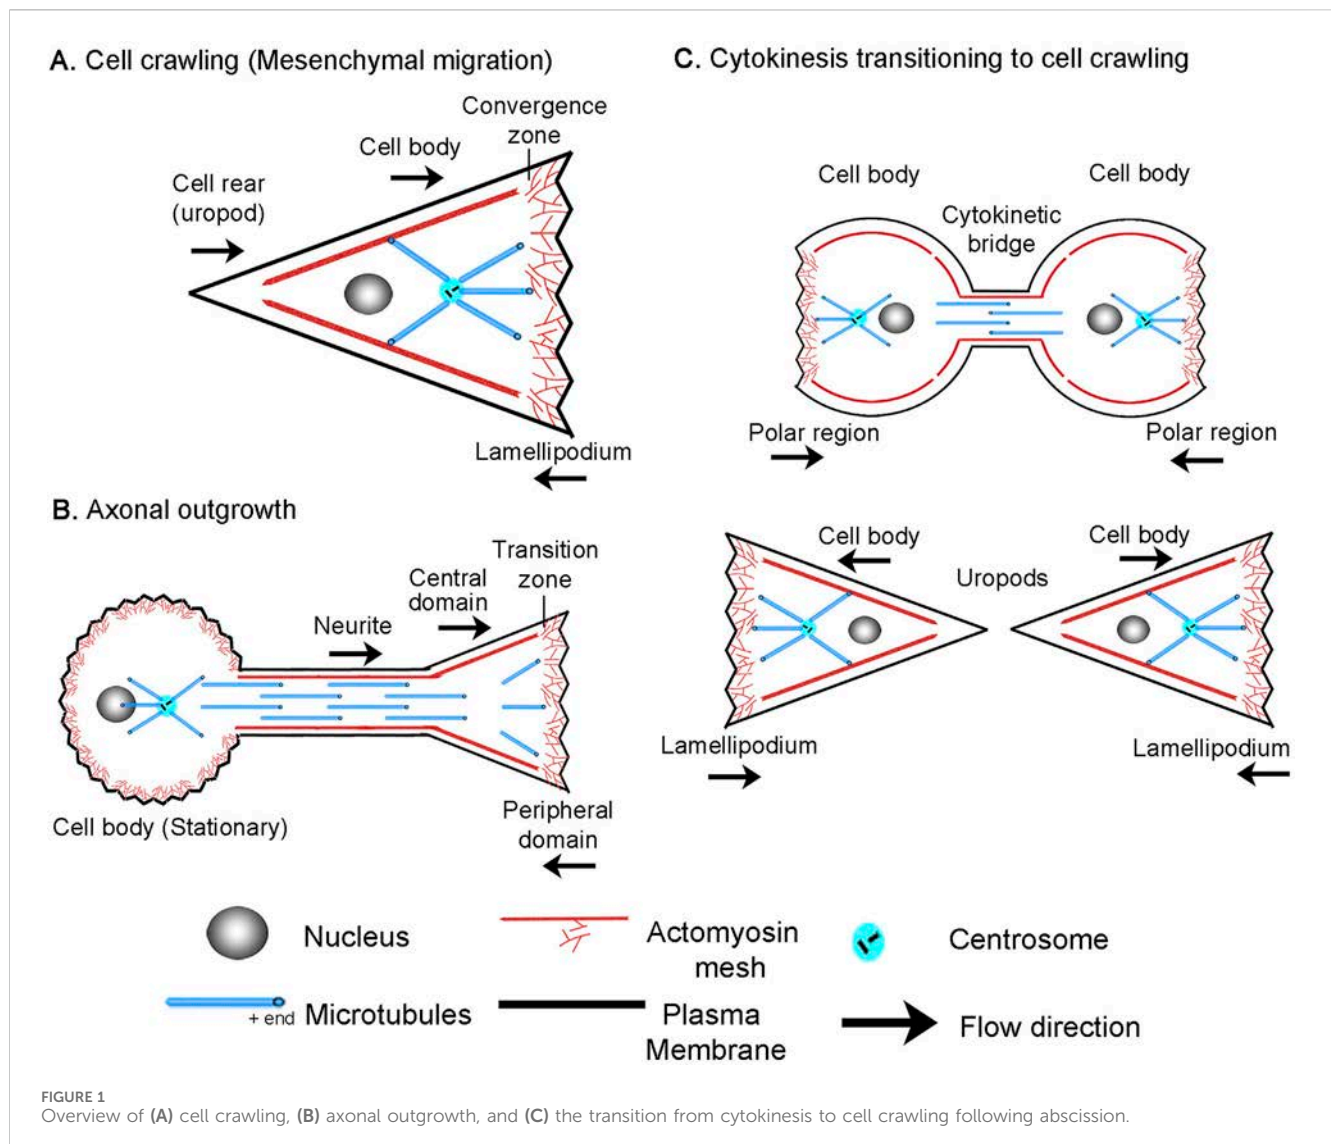 A. Cell crawling (Mesenchymal migration)
Convergence
zone
Cell body
Cell rear
(uropod)
Lamellipodium
B. Axonal outgrowth
Transition
zone
Central
domain
Neurite
Cell body (Stationary)
Peripheral
domain
C. Cytokinesis transitioning to cell crawling
Cell body
Cell body
Cytokinetic
bridge
Polar region
Polar region
Cell body
Cell body
Uropods
Lamellipodium
Lamellipodium
Nucleus
Actomyosin
mesh
Centrosome
+ end
Microtubules
Plasma
Membrane
Flow direction
FIGURE 1
Overview of (A) cell crawling, (B) axonal outgrowth, and (C) the transition from cytokinesis to cell crawling following abscission.